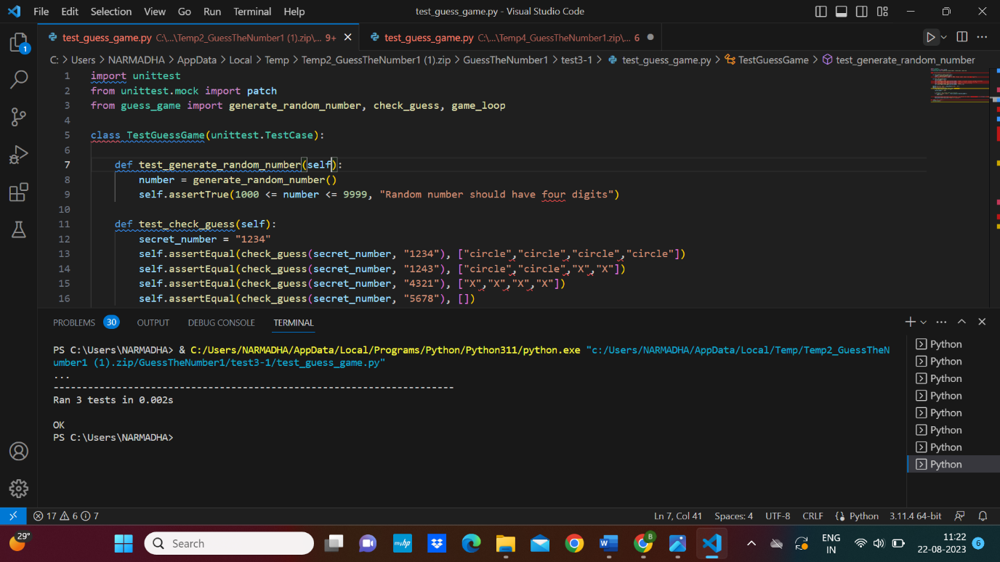 File Edit Selection View Go Run Terminal Help test_guess_game.py - Visual Studio Code
1
test_guess_game.py C:\...\Temp2_GuessTheNumber1 (1).zip\... 9+ test_guess_game.py C:\...\Temp4_GuessTheNumber1.zip\... 6
C: > Users > NARMADHA > AppData > Local > Temp > Temp2_GuessTheNumber1 (1).zip > GuessTheNumber1 > test3-1 > test_guess_game.py > TestGuessGame > test_generate_random_number
1 import unittest
2 from unittest.mock import patch
3 from guess_game import generate_random_number, check_guess, game_loop
4
5 class TestGuessGame(unittest.TestCase):
6
7 def test_generate_random_number(self):
8 number = generate_random_number()
9 self.assertTrue(1000 <= number <= 9999, "Random number should have four digits")
10
11 def test_check_guess(self):
12 secret_number = "1234"
13 self.assertEqual(check_guess(secret_number, "1234"), ["circle","circle","circle","circle"])
14 self.assertEqual(check_guess(secret_number, "1243"), ["circle","circle","X","X"])
15 self.assertEqual(check_guess(secret_number, "4321"), ["X","X","X","X"])
16 self.assertEqual(check_guess(secret_number, "5678"), [])
PROBLEMS 30 OUTPUT DEBUG CONSOLE TERMINAL
PS C:\Users\NARMADHA> & C:/Users/NARMADHA/AppData/Local/Programs/Python/Python311/python.exe "c:/Users/NARMADHA/AppData/Local/Temp/Temp2_GuessTheN
umber1 (1).zip/GuessTheNumber1/test3-1/test_guess_game.py"
...
----------------------------------------------------------------------
Ran 3 tests in 0.002s
OK
PS C:\Users\NARMADHA>
Python
Python
Python
Python
Python
Python
Python
Python
17 6 7 Ln 7, Col 41 Spaces: 4 UTF-8 CRLF Python 3.11.4 64-bit
29° Search myhp B ENG 11:22
IN 22-08-2023 6